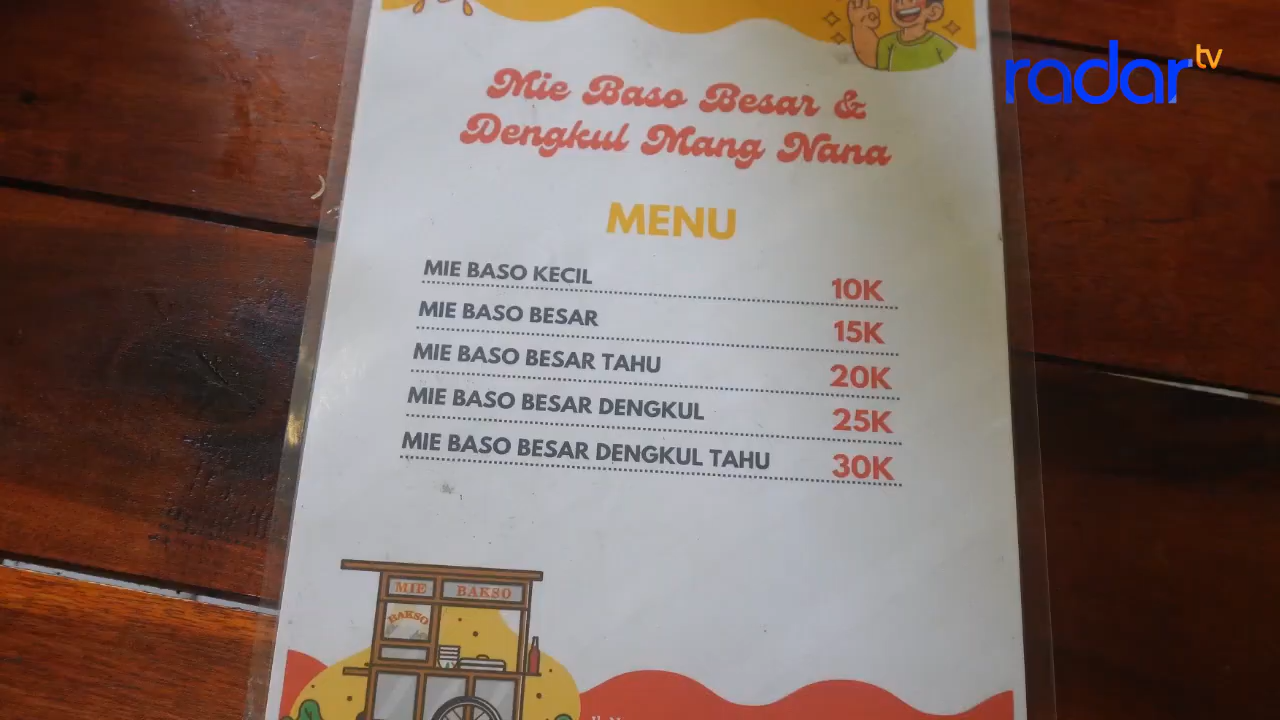 radar tv
Mie Baso Besar &
Dengkul Mang Nana
MENU
MIE BASO KECIL 10K
MIE BASO BESAR 15K
MIE BASO BESAR TAHU 20K
MIE BASO BESAR DENGKUL 25K
MIE BASO BESAR DENGKUL TAHU 30K
MIE BAKSO
BAKSO